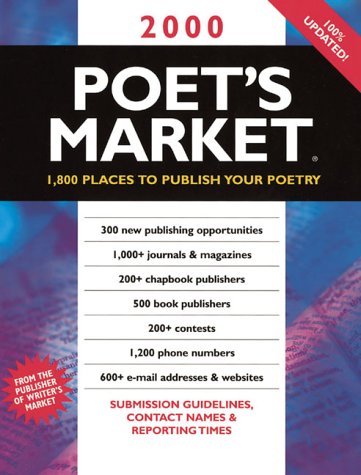 2000
100%
UPDATED!
POET'S
MARKET®
1,800 PLACES TO PUBLISH YOUR POETRY
300 new publishing opportunities
1,000+ journals & magazines
200+ chapbook publishers
500 book publishers
200+ contests
1,200 phone numbers
600+ e-mail addresses & websites
FROM THE
PUBLISHER
OF WRITER'S
MARKET
SUBMISSION GUIDELINES,
CONTACT NAMES &
REPORTING TIMES